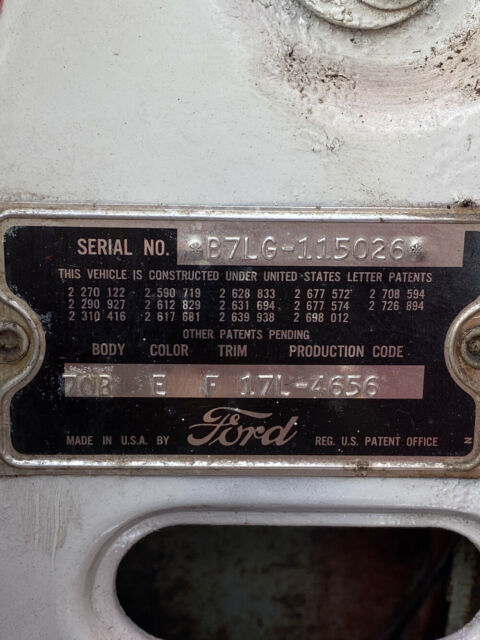 SERIAL NO. *B7LG-115026*
THIS VEHICLE IS CONSTRUCTED UNDER UNITED STATES LETTER PATENTS
2 270 122 2 590 719 2 628 833 2 677 572 2 708 594
2 290 927 2 612 829 2 631 694 2 677 574 2 726 894
2 310 416 2 617 681 2 639 938 2 698 012
OTHER PATENTS PENDING
BODY COLOR TRIM PRODUCTION CODE
70B E F 17L-4656
MADE IN U.S.A. BY Ford REG. U.S. PATENT OFFICE N